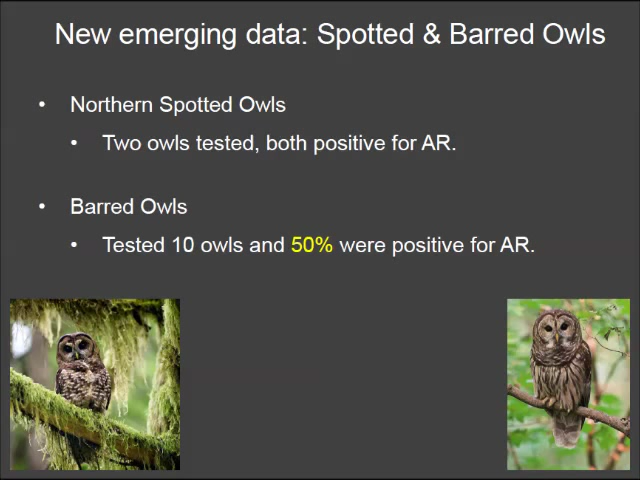 New emerging data: Spotted & Barred Owls
• Northern Spotted Owls
• Two owls tested, both positive for AR.
• Barred Owls
• Tested 10 owls and 50% were positive for AR.